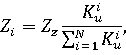 Z_i = Z_z \frac{K_u^i}{\sum_{i=1}^{N} K_u^i},